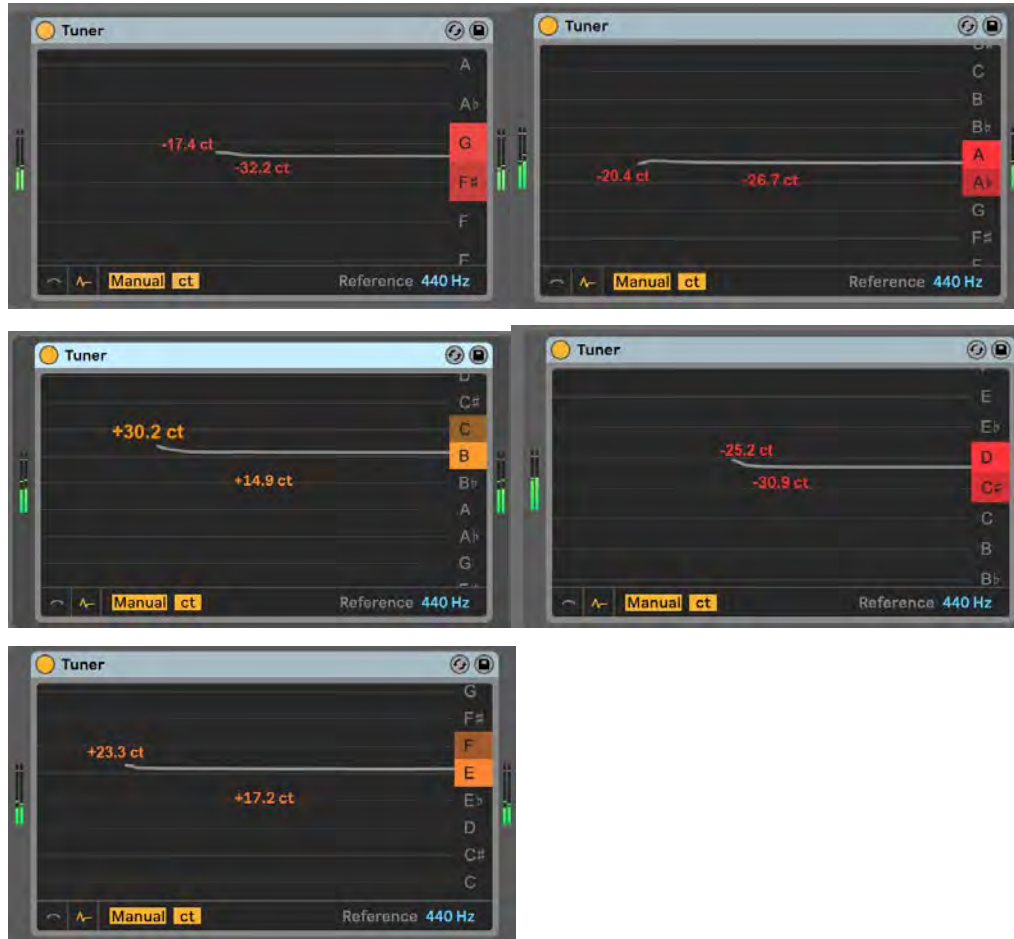 Tuner
A
A♭
G
F♯
F
-17.4 ct
-32.2 ct
Manual ct
Reference 440 Hz
Tuner
C
B
B♭
A
A♭
G
F♯
-20.4 ct
-26.7 ct
Manual ct
Reference 440 Hz
Tuner
D
C♯
C
B
B♭
A
A♭
G
+30.2 ct
+14.9 ct
Manual ct
Reference 440 Hz
Tuner
E
E♭
D
C♯
C
B
B♭
-25.2 ct
-30.9 ct
Manual ct
Reference 440 Hz
Tuner
G
F♯
F
E
E♭
D
C♯
C
+23.3 ct
+17.2 ct
Manual ct
Reference 440 Hz